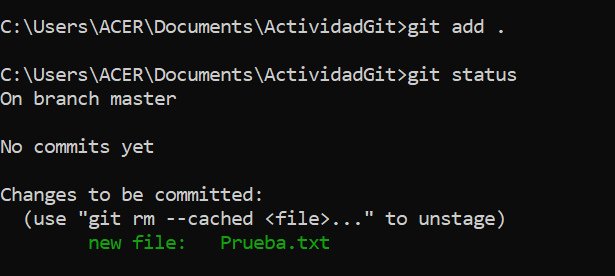 C:\Users\ACER\Documents\ActividadGit>git add .
C:\Users\ACER\Documents\ActividadGit>git status
On branch master
No commits yet
Changes to be committed:
(use "git rm --cached <file>..." to unstage)
new file:   Prueba.txt